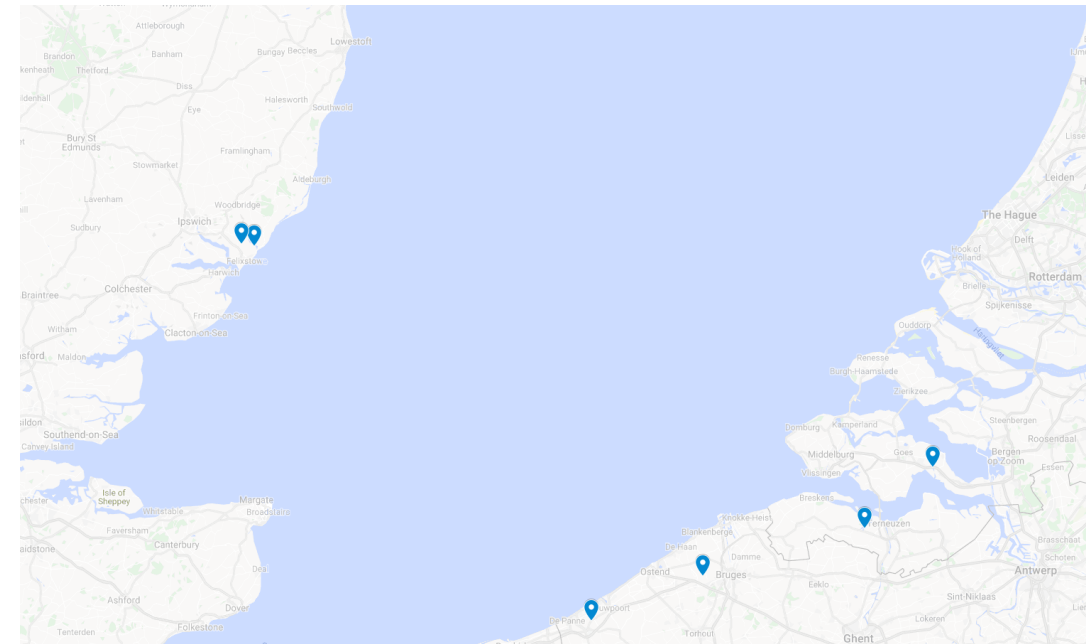 Attleborough
Lowestoft
Brandon
Banham
Bungay
Beccles
kenheath
Thetford
Diss
Halesworth
Southwold
Eye
Bury St
Edmunds
Framlingham
Stowmarket
Aldeburgh
Lavenham
Woodbridge
Leiden
Lisse
Sudbury
Ipswich
The Hague
Delft
Felixstowe
Harwich
Hook of
Holland
Rotterdam
Brielle
Colchester
Braintree
Spijkenisse
Frinton-on-Sea
Clacton-on-Sea
Witham
Ouddorp
Maldon
Renesse
Burgh-Haamstede
Zierikzee
Southend-on-Sea
Canvey Island
Domburg
Kamperland
Steenbergen
Roosendaal
Middelburg
Goes
Bergen
op Zoom
Essen
Vlissingen
Isle of
Sheppey
Margate
Broadstairs
Whitstable
Breskens
Faversham
Canterbury
Knokke-Heist
Terneuzen
Blankenberge
De Haan
Damme
Brasschaat
Schoten
Deal
Ostend
Bruges
Eeklo
Antwerp
Ashford
Dover
Folkestone
Nieuwpoort
De Panne
Sint-Niklaas
Lokeren
Tenterden
Torhout
Ghent